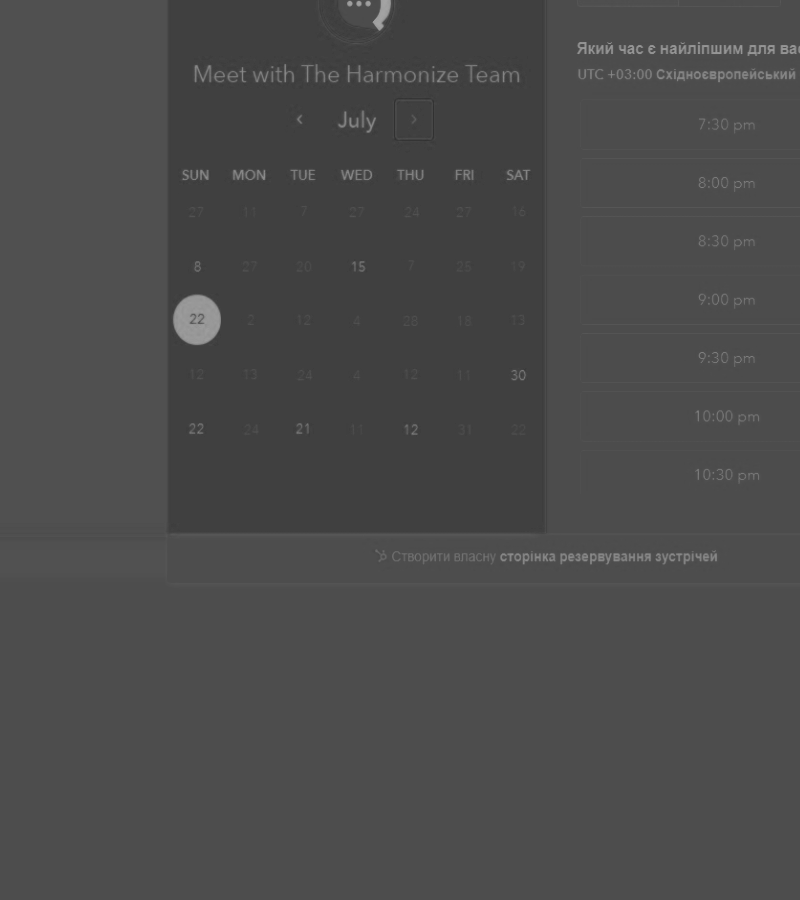 Meet with The Harmonize Team
July
SUN MON TUE WED THU FRI SAT
27 11 7 27 24 27 16
8 27 20 15 7 25 19
22 2 12 4 28 18 13
12 13 24 4 12 11 30
22 24 21 11 12 31 22
Який час є найліпшим для
UTC +03:00 Східноєвропейський
7:30 pm
8:00 pm
8:30 pm
9:00 pm
9:30 pm
10:00 pm
10:30 pm
Створити власну сторінка резервування зустрічей